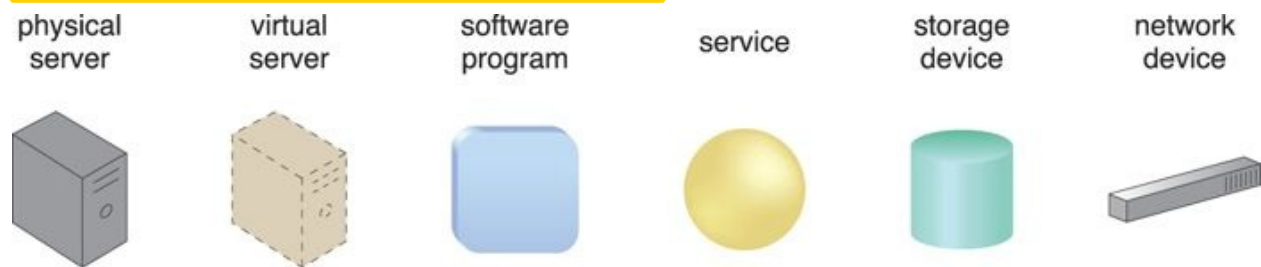 physical
server
virtual
server
software
program
service
storage
device
network
device